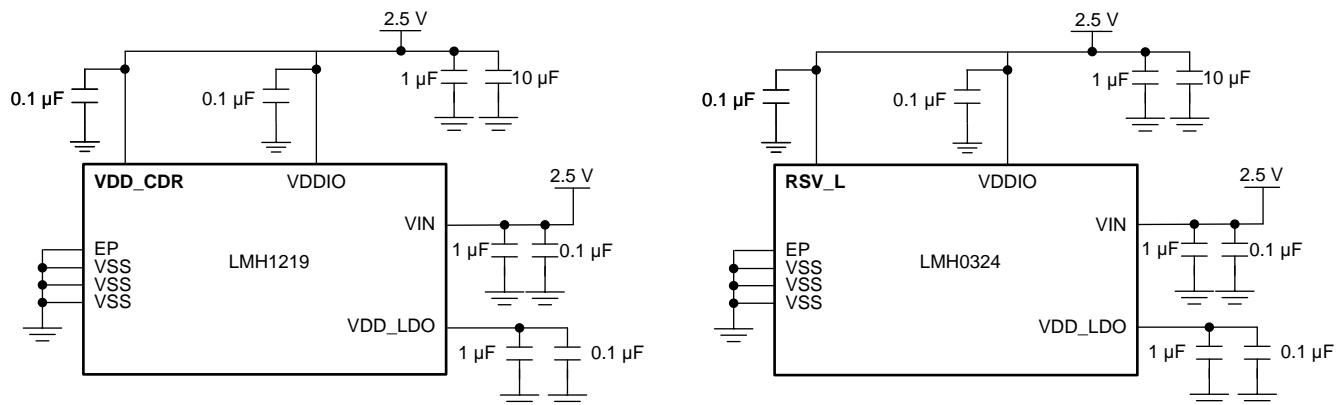 2.5 V
1 µF
10 µF
0.1 µF
0.1 µF
VDD_CDR
VDDIO
2.5 V
VIN
EP
VSS
VSS
VSS
LMH1219
1 µF
0.1 µF
VDD_LDO
1 µF
0.1 µF
2.5 V
1 µF
10 µF
0.1 µF
0.1 µF
RSV_L
VDDIO
2.5 V
VIN
EP
VSS
VSS
VSS
LMH0324
1 µF
0.1 µF
VDD_LDO
1 µF
0.1 µF